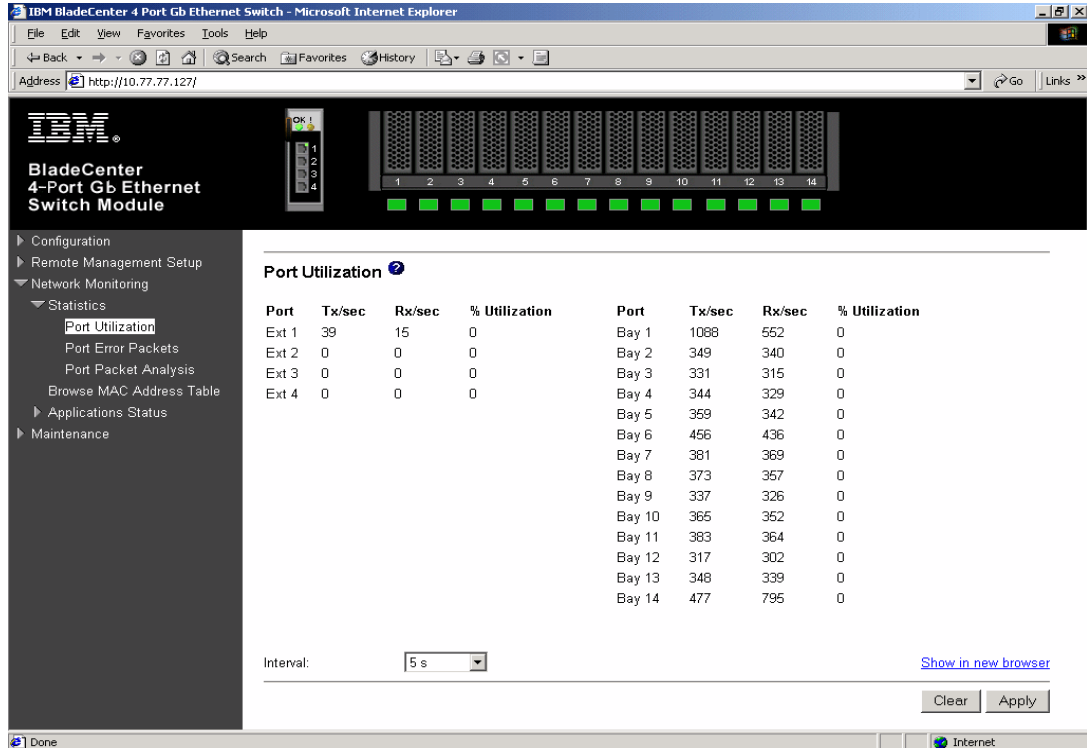 IBM BladeCenter 4 Port Gb Ethernet Switch - Microsoft Internet Explorer
File Edit View Favorites Tools Help
Back Search Favorites History
Address http://10.77.77.127/ Go Links »
IBM®
BladeCenter
4-Port Gb Ethernet
Switch Module
OK !
1
2
3
4
1 2 3 4 5 6 7 8 9 10 11 12 13 14
Configuration
Remote Management Setup
Network Monitoring
Statistics
Port Utilization
Port Error Packets
Port Packet Analysis
Browse MAC Address Table
Applications Status
Maintenance
Port Utilization ?
Port Tx/sec Rx/sec % Utilization Port Tx/sec Rx/sec % Utilization
Ext 1 39 15 0 Bay 1 1088 552 0
Ext 2 0 0 0 Bay 2 349 340 0
Ext 3 0 0 0 Bay 3 331 315 0
Ext 4 0 0 0 Bay 4 344 329 0
Bay 5 359 342 0
Bay 6 456 436 0
Bay 7 381 369 0
Bay 8 373 357 0
Bay 9 337 326 0
Bay 10 365 352 0
Bay 11 383 364 0
Bay 12 317 302 0
Bay 13 348 339 0
Bay 14 477 795 0
Interval: 5 s Show in new browser
Clear Apply
Done Internet